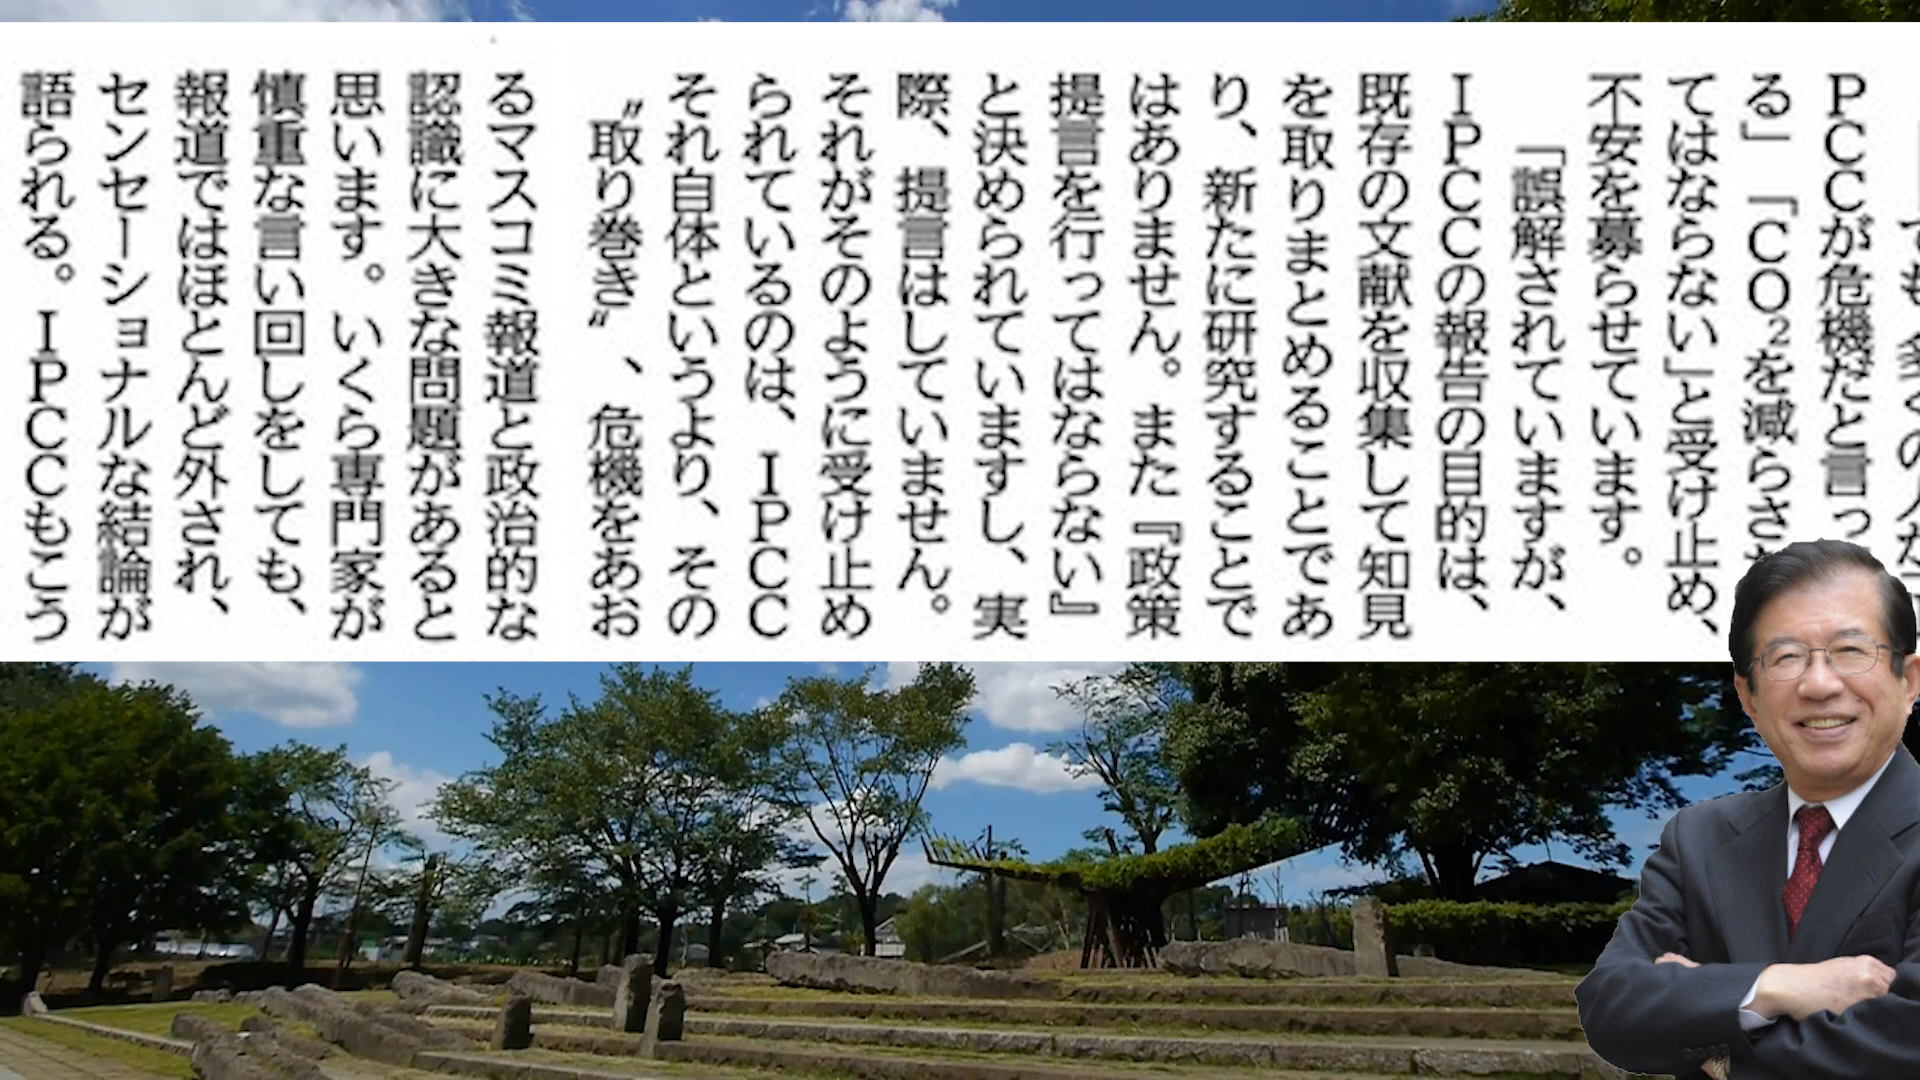 PCCが危機だと言っ
る」「CO₂を減らさ
てはならない」と受け止め、
不安を募らせています。
「誤解されていますが、
IPCCの報告の目的は、
既存の文献を収集して知見
を取りまとめることであ
り、新たに研究することで
はありません。また『政策
提言を行ってはならない』
と決められていますし、実
際、提言はしていません。
それがそのように受け止め
られているのは、IPCC
それ自体というより、その
〝取り巻き〟、危機をあお
るマスコミ報道と政治的な
認識に大きな問題があると
思います。いくら専門家が
慎重な言い回しをしても、
報道ではほとんど外され、
センセーショナルな結論が
語られる。IPCCもこう